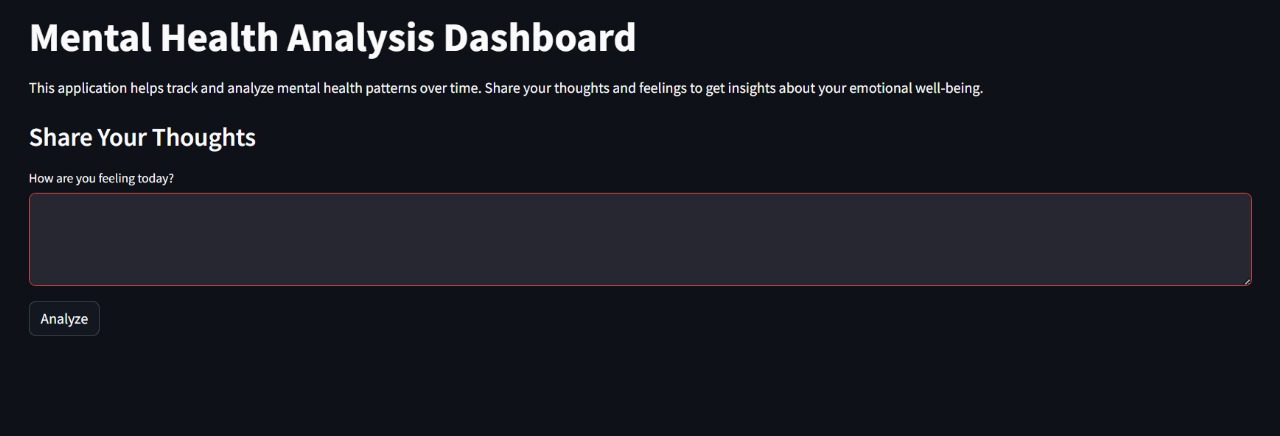 Mental Health Analysis Dashboard
This application helps track and analyze mental health patterns over time. Share your thoughts and feelings to get insights about your emotional well-being.
Share Your Thoughts
How are you feeling today?
Analyze